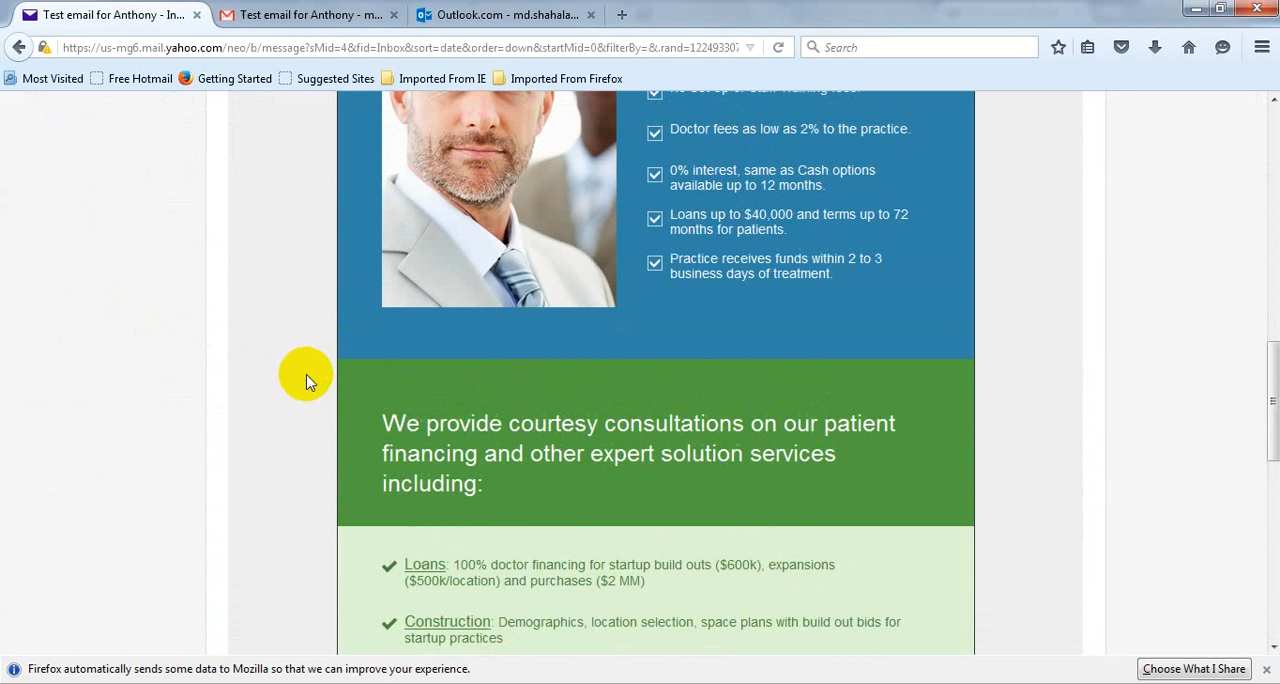 Test email for Anthony - In...
Test email for Anthony - m...
Outlook.com - md.shahala...
https://us-mg6.mail.yahoo.com/neo/b/message?sMid=4&fid=Inbox&sort=date&order=down&startMid=0&filterBy=&.rand=122493307
Search
Most Visited
Free Hotmail
Getting Started
Suggested Sites
Imported From IE
Imported From Firefox
Doctor fees as low as 2% to the practice.
0% interest, same as Cash options
available up to 12 months.
Loans up to $40,000 and terms up to 72
months for patients.
Practice receives funds within 2 to 3
business days of treatment.
We provide courtesy consultations on our patient
financing and other expert solution services
including:
Loans: 100% doctor financing for startup build outs ($600k), expansions
($500k/location) and purchases ($2 MM)
Construction: Demographics, location selection, space plans with build out bids for
startup practices
Firefox automatically sends some data to Mozilla so that we can improve your experience.
Choose What I Share